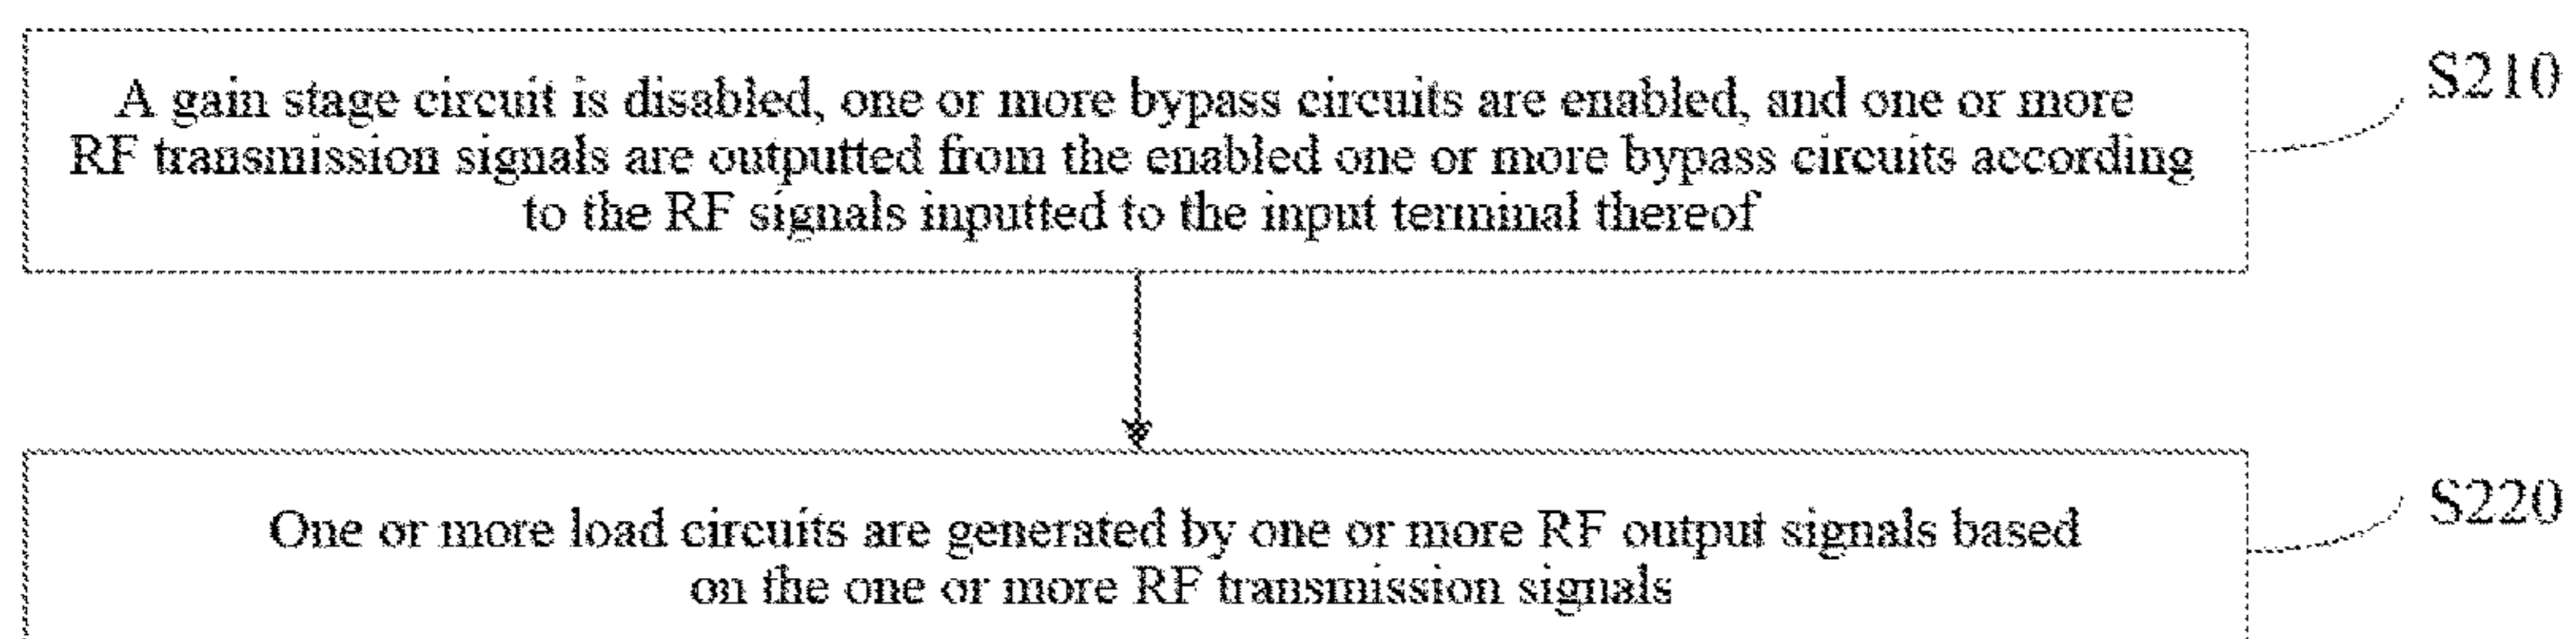 A gain stage circuit is disabled, one or more bypass circuits are enabled, and one or more
RF transmission signals are outputted from the enabled one or more bypass circuits according
to the RF signals inputted to the input terminal thereof
S210
One or more load circuits are generated by one or more RF output signals based
on the one or more RF transmission signals
S220